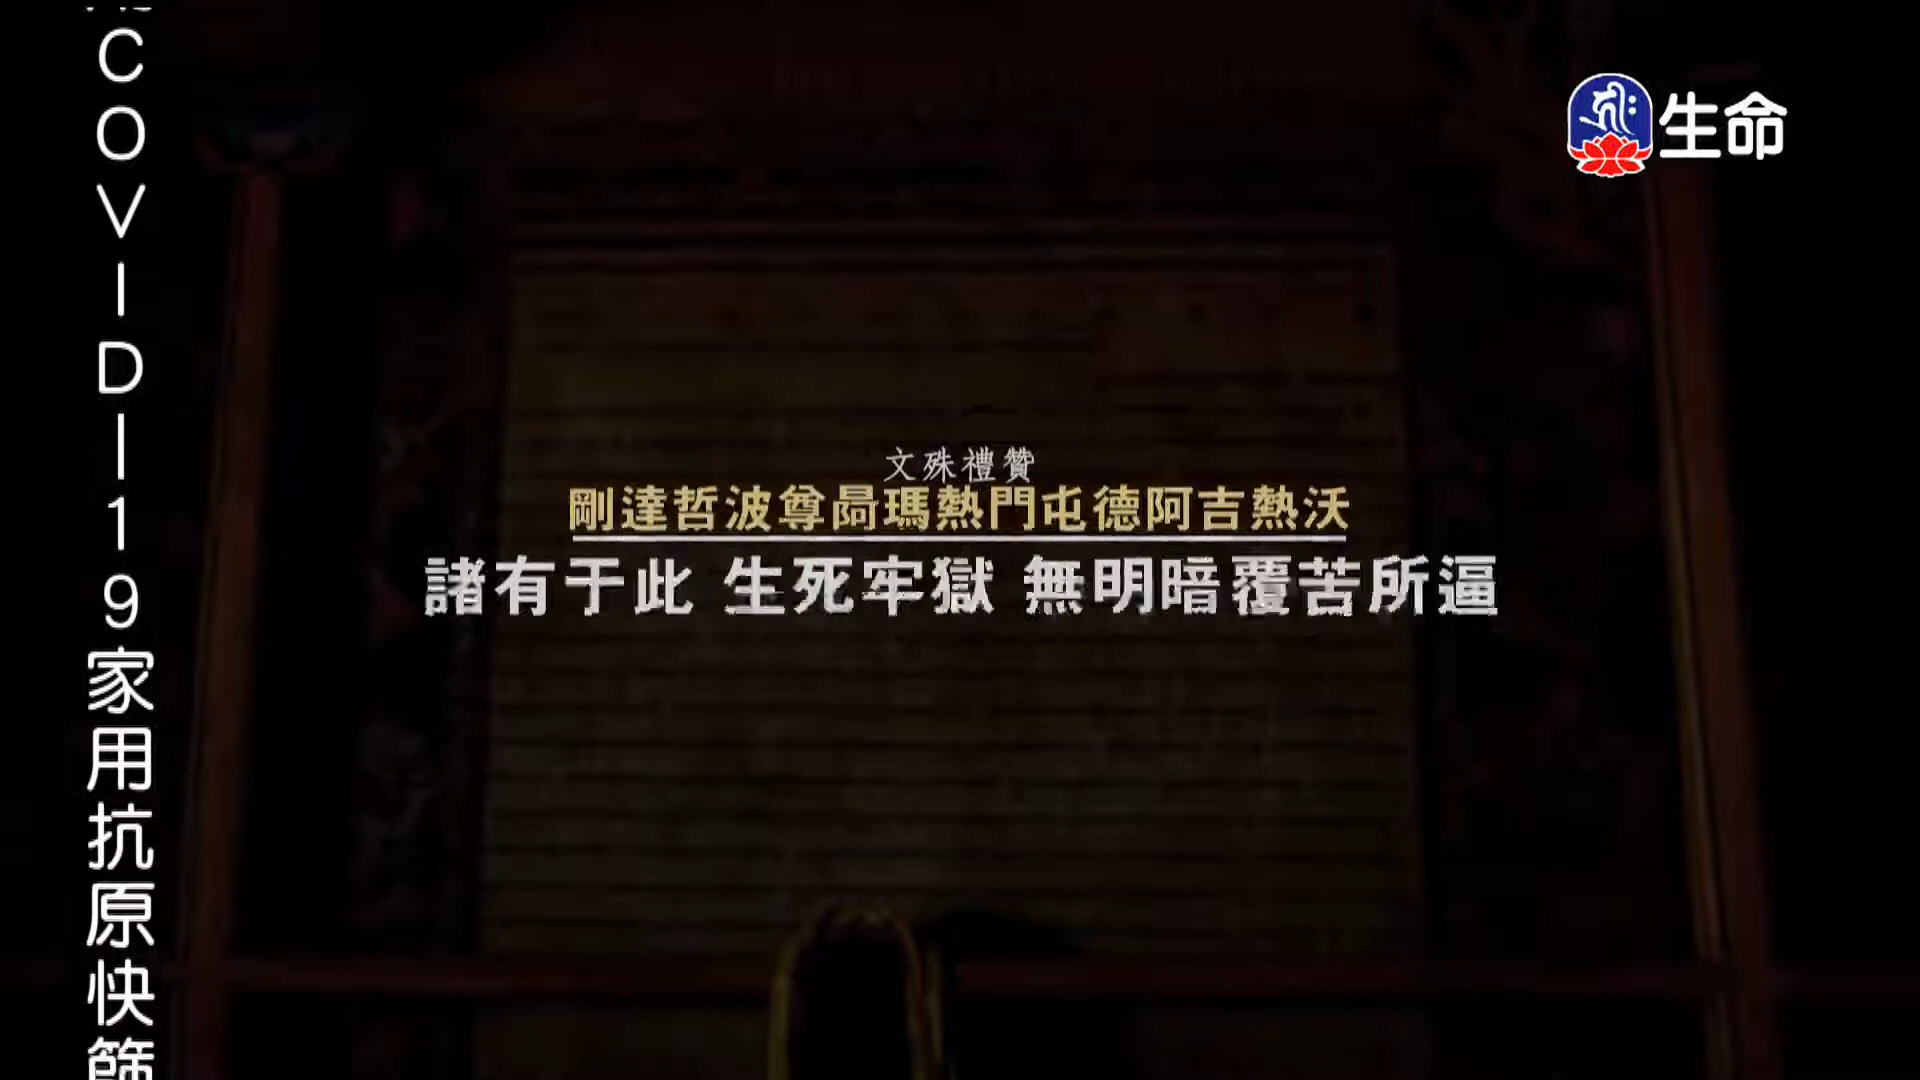 COVID-19家用抗原快篩
生命
文殊禮贊
剛達哲波尊咼瑪熱門屯德阿吉熱沃
諸有于此 生死牢獄 無明暗覆苦所逼